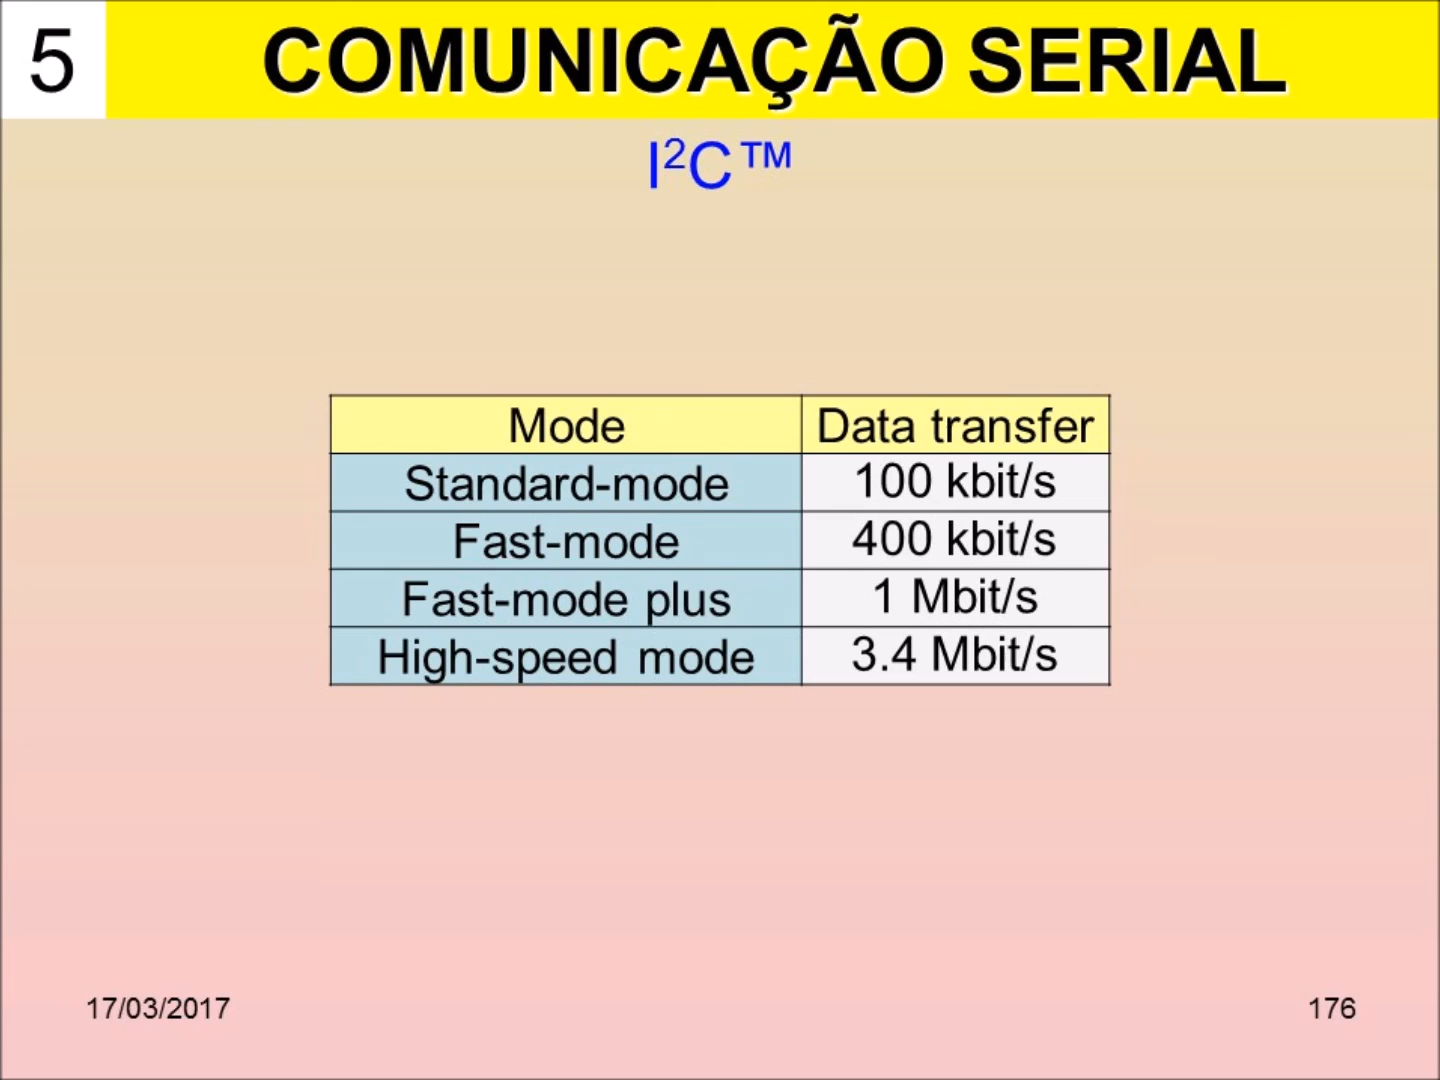 5
COMUNICAÇÃO SERIAL
I²C™
Mode Data transfer
Standard-mode 100 kbit/s
Fast-mode 400 kbit/s
Fast-mode plus 1 Mbit/s
High-speed mode 3.4 Mbit/s
17/03/2017
176